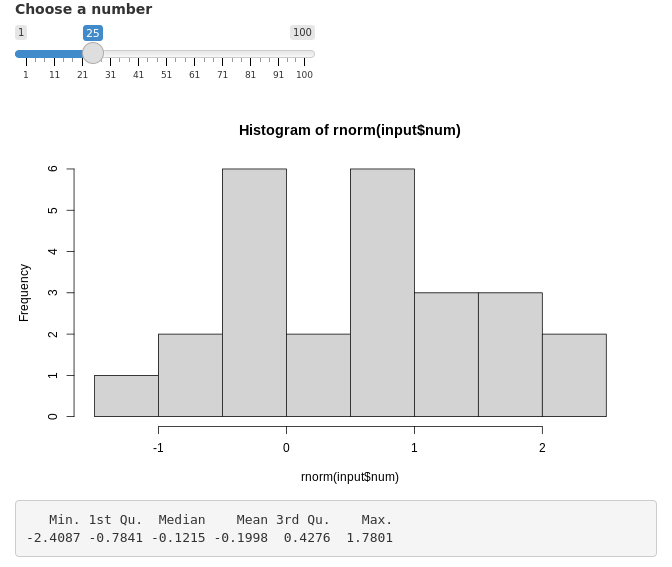 Choose a number
1 25 100
1 11 21 31 41 51 61 71 81 91 100
Histogram of rnorm(input$num)
Frequency
6
5
4
3
2
1
0
-1 0 1 2
rnorm(input$num)
Min. 1st Qu. Median Mean 3rd Qu. Max.
-2.4087 -0.7841 -0.1215 -0.1998 0.4276 1.7801